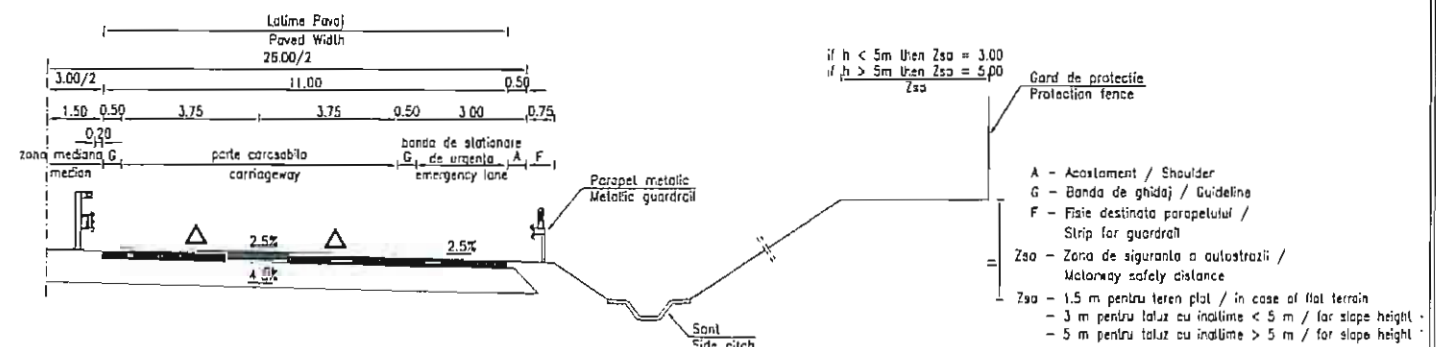 Latime Pavaj
Paved Width
26.00/2
3.00/2 11.00 0.50
1.50 0.50 3.75 3.75 0.50 3.00 0.75
0.20
zona mediana G parte carosabila G banda de stationare de urgenta A F
median carriageway emergency lane
2.5% 2.5%
Parapet metalic
Metallic guardrail
Sant
Side ditch
if h < 5m then Zsa = 3.00
if h > 5m then Zsa = 5.00
Zsa
Gard de protectie
Protection fence
A - Acostament / Shoulder
G - Banda de ghidaj / Guideline
F - Fisie destinata parapetului /
Strip for guardrail
Zsa - Zona de siguranta a autostrazii /
Motorway safety distance
Zsa - 1.5 m pentru teren plat / in case of flat terrain
- 3 m pentru taluz cu inaltime < 5 m / for slope height
- 5 m pentru taluz cu inaltime > 5 m / for slope height